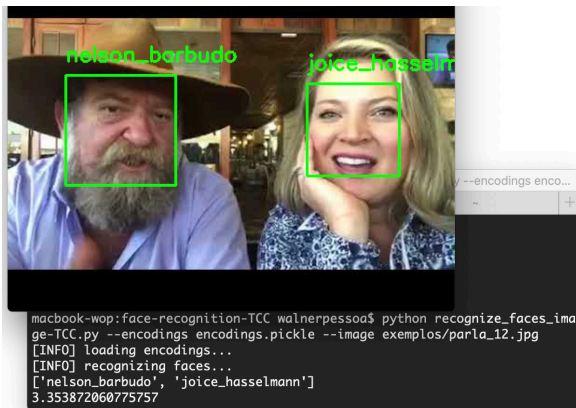 nelson_barbudo
joice_hasselm
y --encodings enco...
~
+
macbook-wop:face-recognition-TCC walnerpessoa$ python recognize_faces_ima
ge-TCC.py --encodings encodings.pickle --image exemplos/parla_12.jpg
[INFO] loading encodings...
[INFO] recognizing faces...
['nelson_barbudo', 'joice_hasselmann']
3.353872060775757